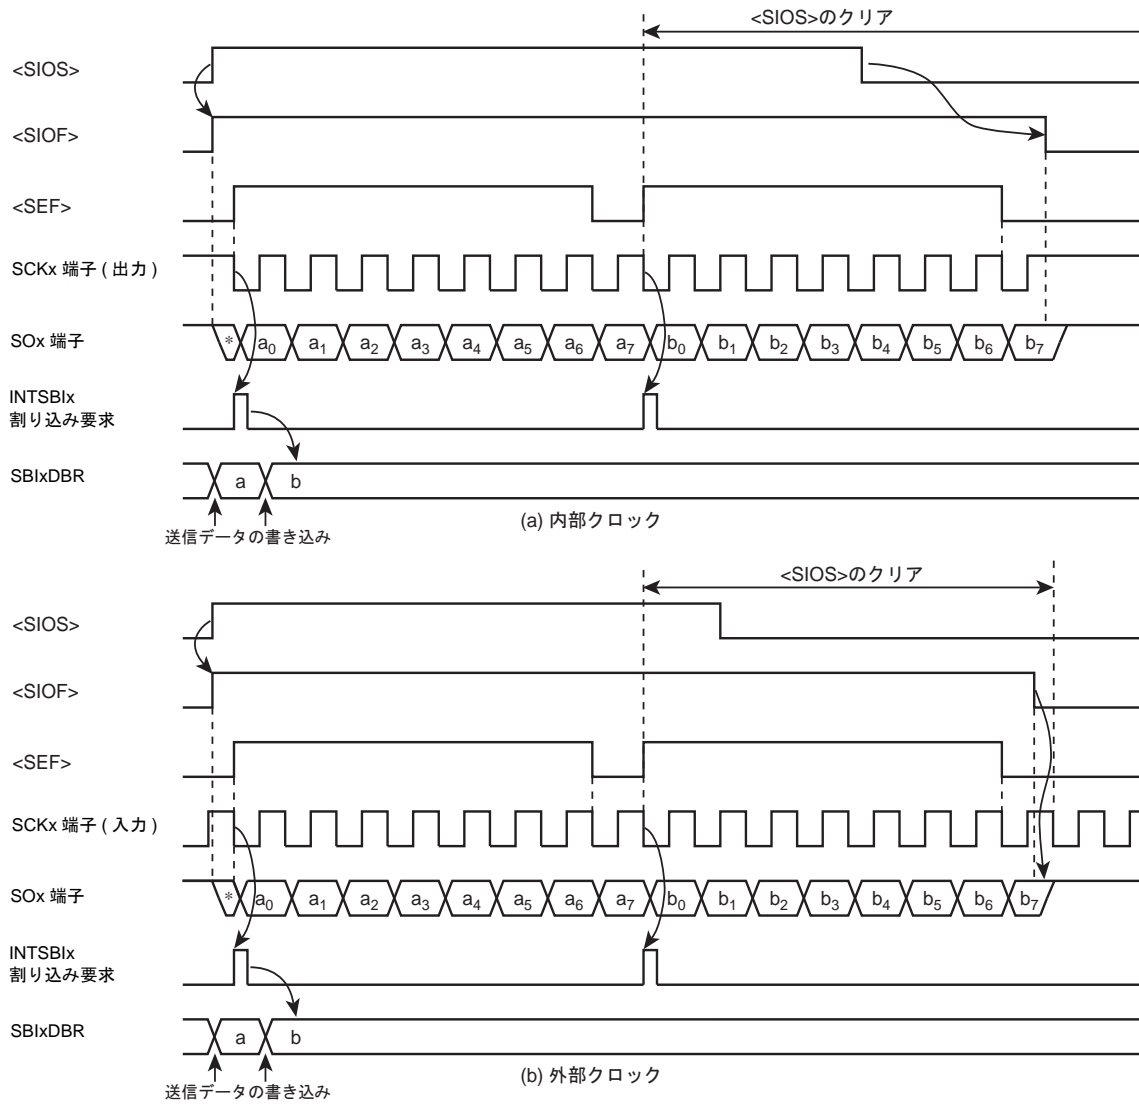 <SIOS>のクリア
<SIOS>
<SIOF>
<SEF>
SCKx 端子 ( 出力 )
SOx 端子
* a0 a1 a2 a3 a4 a5 a6 a7 b0 b1 b2 b3 b4 b5 b6 b7
INTSBIx
割り込み要求
SBIxDBR
a b
送信データの書き込み
(a) 内部クロック
<SIOS>のクリア
<SIOS>
<SIOF>
<SEF>
SCKx 端子 ( 入力 )
SOx 端子
* a0 a1 a2 a3 a4 a5 a6 a7 b0 b1 b2 b3 b4 b5 b6 b7
INTSBIx
割り込み要求
SBIxDBR
a b
送信データの書き込み
(b) 外部クロック